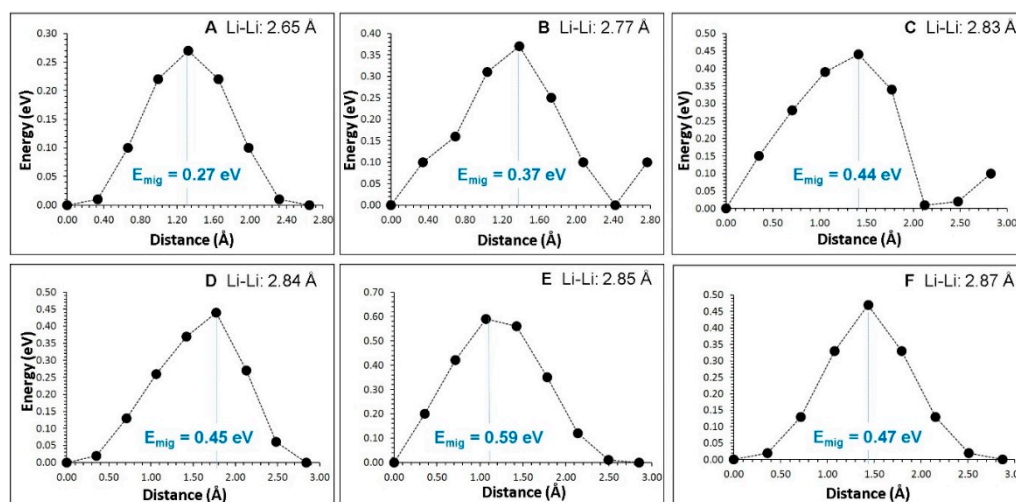 A Li-Li: 2.65 Å
Energy (eV)
0.30
0.25
0.20
0.15
0.10
0.05
0.00
E_mig = 0.27 eV
0.00 0.40 0.80 1.20 1.60 2.00 2.40 2.80
Distance (Å)
B Li-Li: 2.77 Å
Energy (eV)
0.40
0.35
0.30
0.25
0.20
0.15
0.10
0.05
0.00
E_mig = 0.37 eV
0.00 0.40 0.80 1.20 1.60 2.00 2.40 2.80
Distance (Å)
C Li-Li: 2.83 Å
Energy (eV)
0.50
0.45
0.40
0.35
0.30
0.25
0.20
0.15
0.10
0.05
0.00
E_mig = 0.44 eV
0.00 0.50 1.00 1.50 2.00 2.50 3.00
Distance (Å)
D Li-Li: 2.84 Å
Energy (eV)
0.50
0.45
0.40
0.35
0.30
0.25
0.20
0.15
0.10
0.05
0.00
E_mig = 0.45 eV
0.00 0.50 1.00 1.50 2.00 2.50 3.00
Distance (Å)
E Li-Li: 2.85 Å
Energy (eV)
0.70
0.60
0.50
0.40
0.30
0.20
0.10
0.00
E_mig = 0.59 eV
0.00 0.50 1.00 1.50 2.00 2.50 3.00
Distance (Å)
F Li-Li: 2.87 Å
Energy (eV)
0.50
0.45
0.40
0.35
0.30
0.25
0.20
0.15
0.10
0.05
0.00
E_mig = 0.47 eV
0.00 0.50 1.00 1.50 2.00 2.50 3.00
Distance (Å)